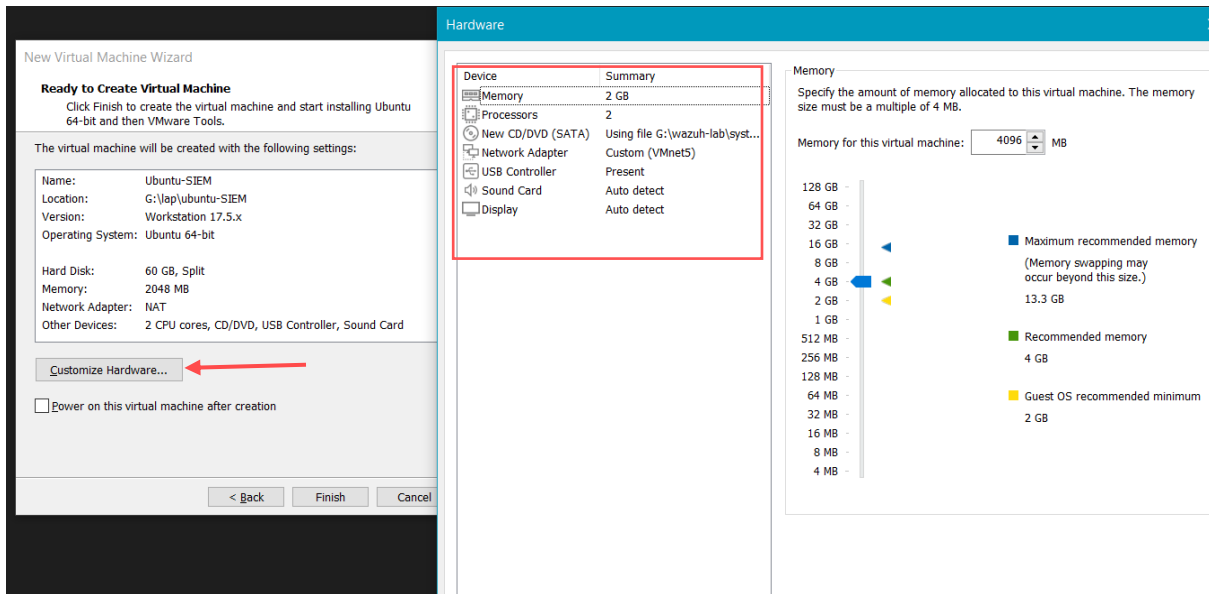 New Virtual Machine Wizard
Ready to Create Virtual Machine
Click Finish to create the virtual machine and start installing Ubuntu
64-bit and then VMware Tools.
The virtual machine will be created with the following settings:
Name: Ubuntu-SIEM
Location: G:\lap\ubuntu-SIEM
Version: Workstation 17.5.x
Operating System: Ubuntu 64-bit
Hard Disk: 60 GB, Split
Memory: 2048 MB
Network Adapter: NAT
Other Devices: 2 CPU cores, CD/DVD, USB Controller, Sound Card
Customize Hardware...
Power on this virtual machine after creation
< Back Finish Cancel
Hardware
Device Summary
Memory 2 GB
Processors 2
New CD/DVD (SATA) Using file G:\wazuh-lab\syst...
Network Adapter Custom (VMnet5)
USB Controller Present
Sound Card Auto detect
Display Auto detect
Memory
Specify the amount of memory allocated to this virtual machine. The memory
size must be a multiple of 4 MB.
Memory for this virtual machine: 4096 MB
128 GB
64 GB
32 GB
16 GB
8 GB
4 GB
2 GB
1 GB
512 MB
256 MB
128 MB
64 MB
32 MB
16 MB
8 MB
4 MB
Maximum recommended memory
(Memory swapping may
occur beyond this size.)
13.3 GB
Recommended memory
4 GB
Guest OS recommended minimum
2 GB